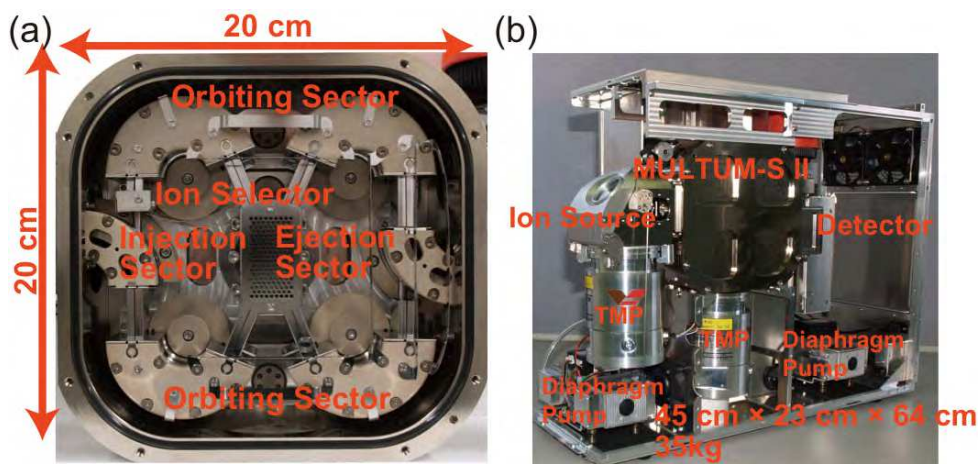 (a)
20 cm
20 cm
Orbiting Sector
Ion Selector
Injection
Sector
Ejection
Sector
Orbiting Sector
(b)
MULTUM-S II
Ion Source
Detector
TMP
TMP
Diaphragm
Pump
Diaphragm
Pump
45 cm × 23 cm × 64 cm
35kg